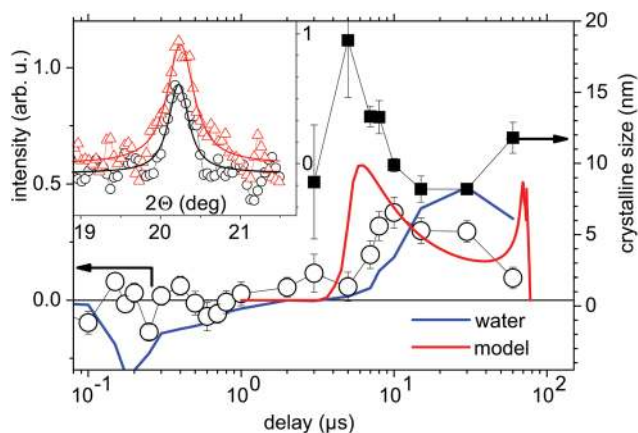 intensity (arb. u.)
1.0
0.5
0.0
1
0
19
20
21
2Θ (deg)
20
15
10
5
0
crystalline size (nm)
water
model
10⁻¹
10⁰
10¹
10²
delay (µs)